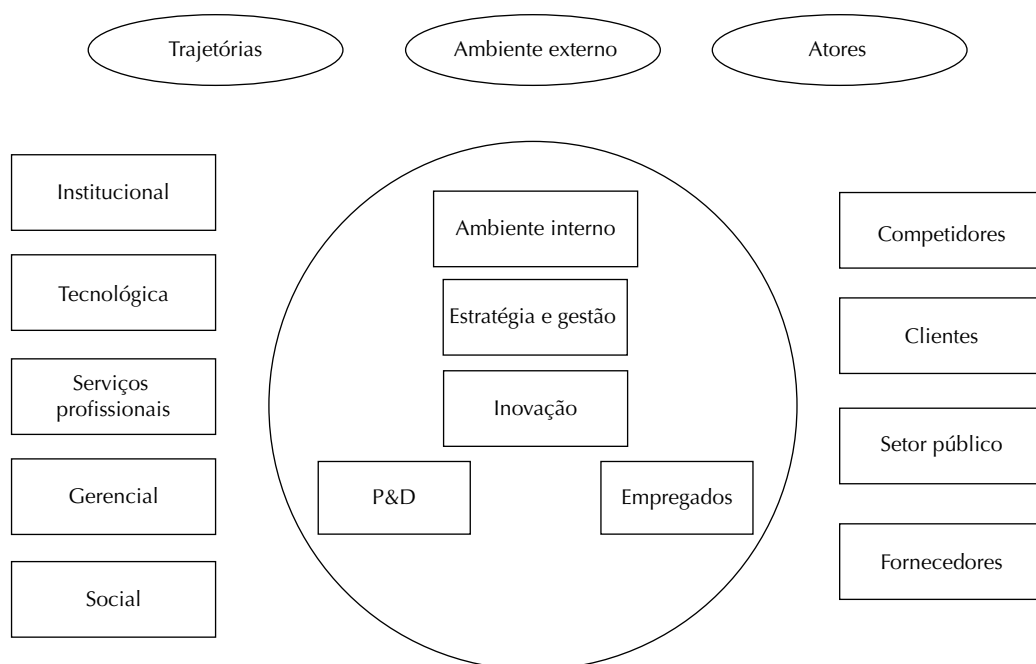 Trajetórias
Ambiente externo
Atores
Institucional
Tecnológica
Serviços
profissionais
Gerencial
Social
Ambiente interno
Estratégia e gestão
Inovação
P&D
Empregados
Competidores
Clientes
Setor público
Fornecedores